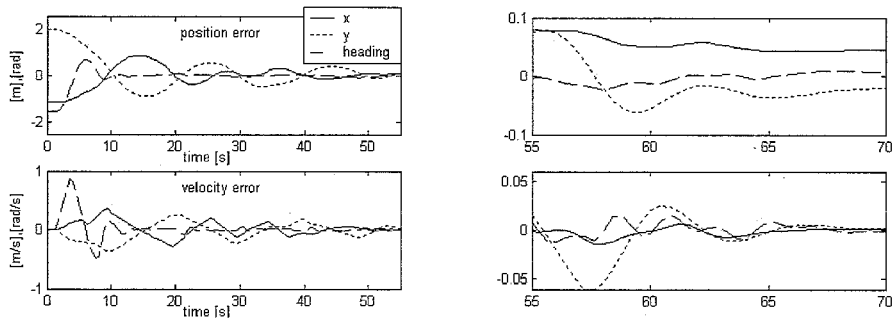 x
y
heading
position error
2
0
-2
[m],[rad]
0 10 20 30 40 50
time [s]
0.1
0
-0.1
55 60 65 70
velocity error
1
0
-1
[m/s],[rad/s]
0 10 20 30 40 50
time [s]
0.05
0
-0.05
55 60 65 70